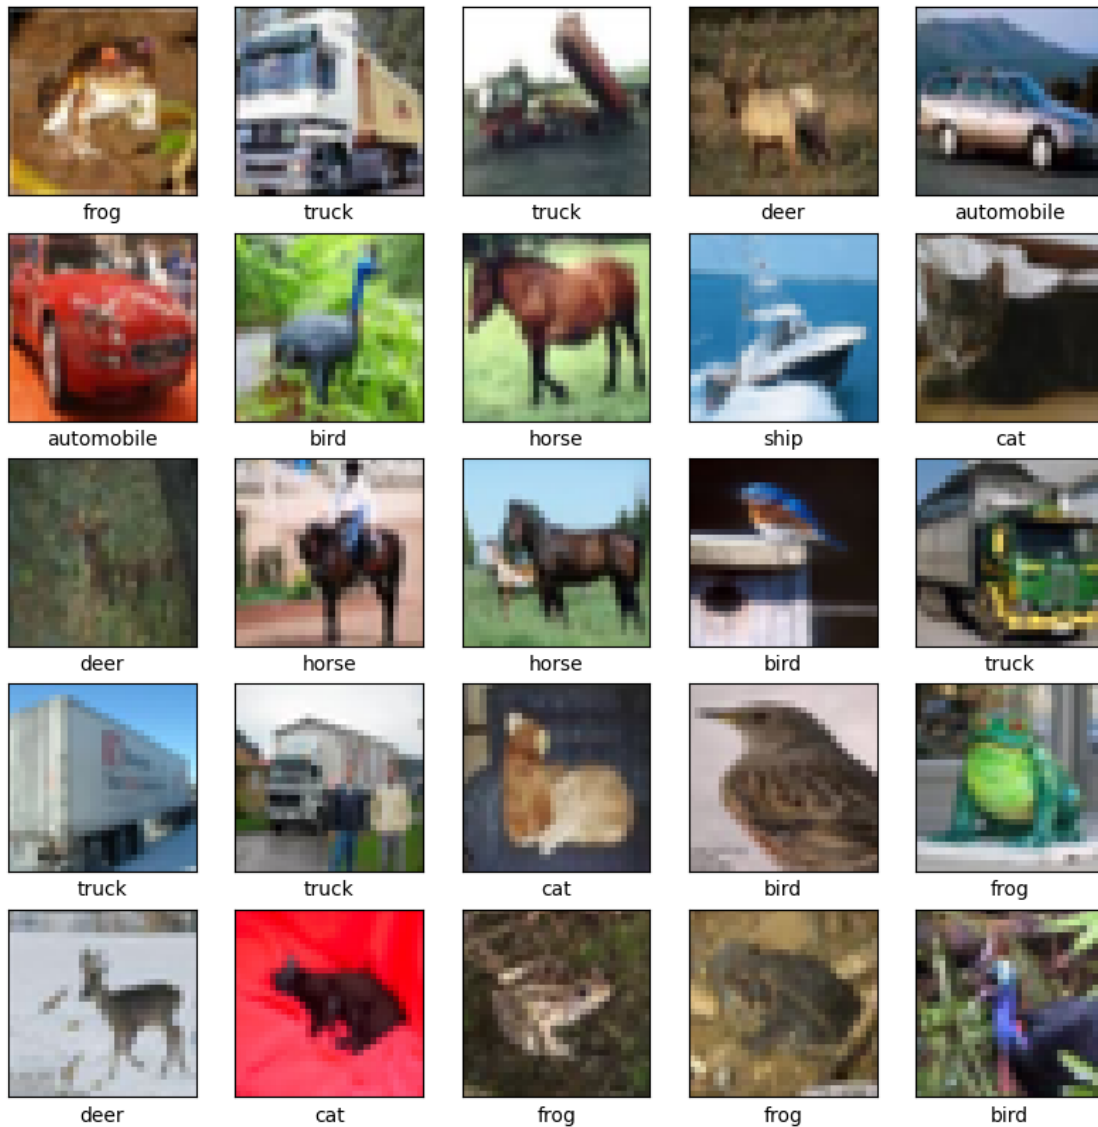 frog truck truck deer automobile
automobile bird horse ship cat
deer horse horse bird truck
truck truck cat bird frog
deer cat frog frog bird